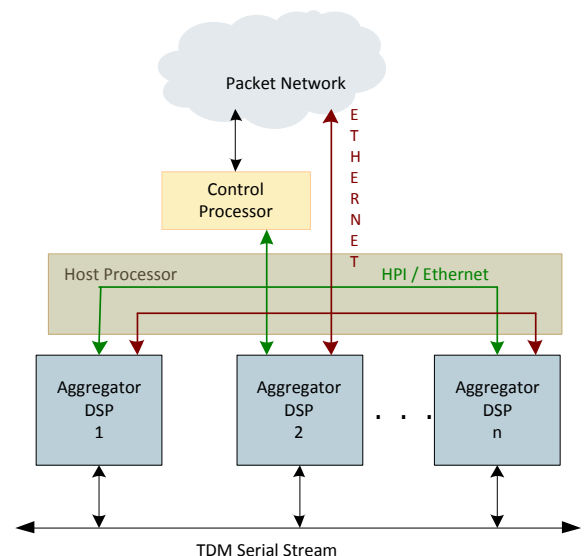 Packet Network
ETHERNET
Control
Processor
Host Processor
HPI / Ethernet
Aggregator
DSP
1
Aggregator
DSP
2
. . .
Aggregator
DSP
n
TDM Serial Stream